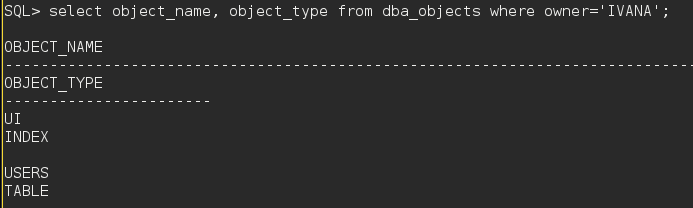 SQL> select object_name, object_type from dba_objects where owner='IVANA';
OBJECT_NAME
--------------------------------------------------------------------------------
OBJECT_TYPE
-----------------------
UI
INDEX
USERS
TABLE